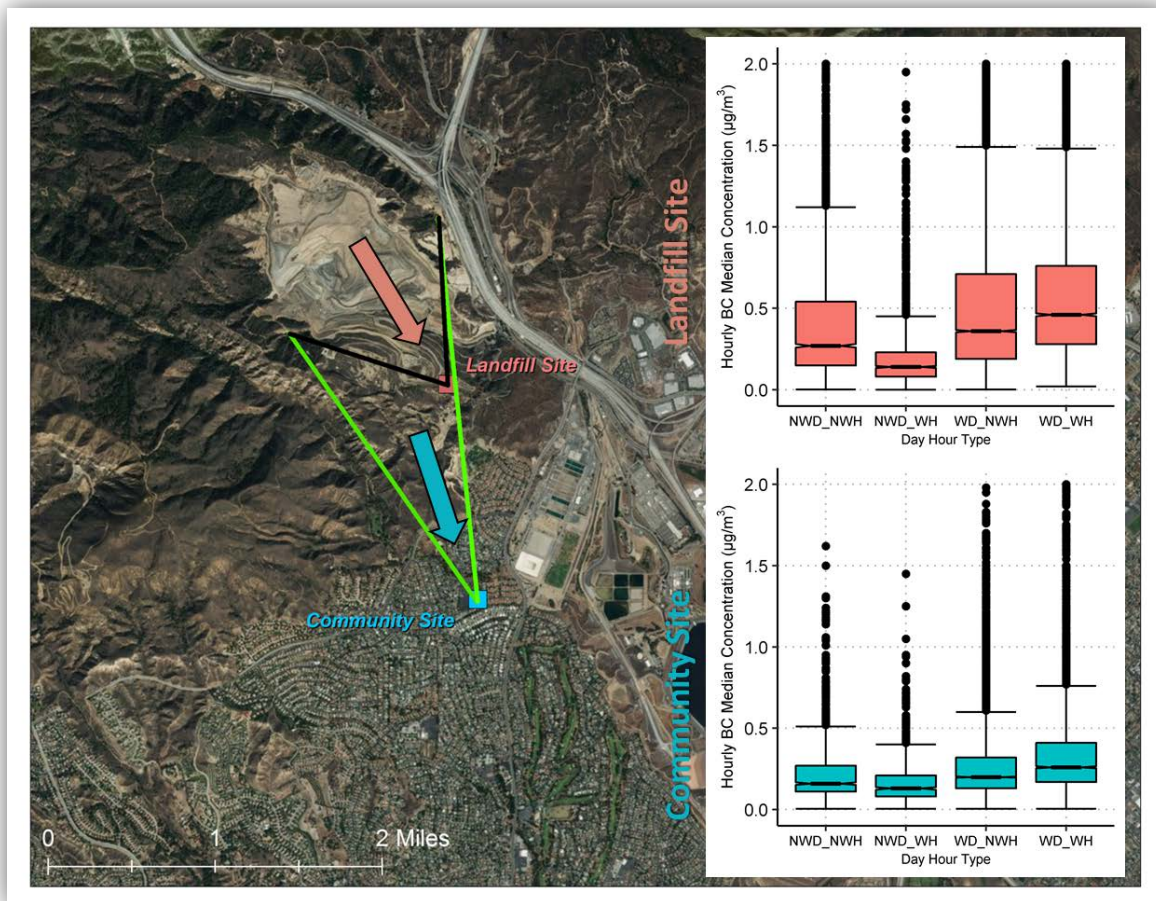 Landfill Site
Community Site
0 1 2 Miles
Landfill Site
Hourly BC Median Concentration (µg/m³)
2.0
1.5
1.0
0.5
0.0
NWD_NWH NWD_WH WD_NWH WD_WH
Day Hour Type
Community Site
Hourly BC Median Concentration (µg/m³)
2.0
1.5
1.0
0.5
0.0
NWD_NWH NWD_WH WD_NWH WD_WH
Day Hour Type